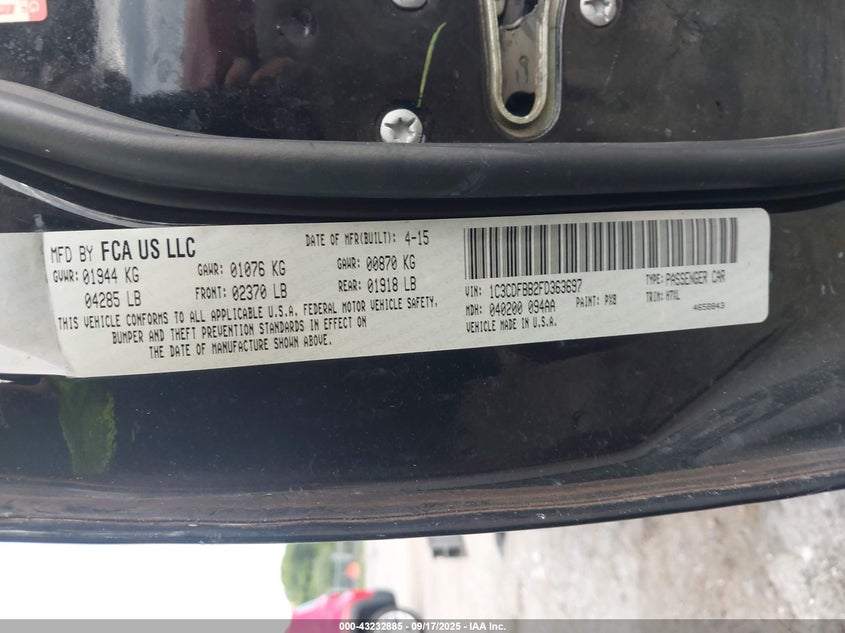 MFD BY FCA US LLC DATE OF MFR(BUILT): 4-15
GVWR: 01944 KG GAWR: 01076 KG GAWR: 00870 KG
04285 LB FRONT: 02370 LB REAR: 01918 LB
THIS VEHICLE CONFORMS TO ALL APPLICABLE U.S.A. FEDERAL MOTOR VEHICLE SAFETY,
BUMPER AND THEFT PREVENTION STANDARDS IN EFFECT ON
THE DATE OF MANUFACTURE SHOWN ABOVE.
VIN: 1C3CDFBB2FD363697 TYPE: PASSENGER CAR
MDH: 040200 094AA PAINT: PX8 TRIM: H7XL
VEHICLE MADE IN U.S.A. 4658843
000-43232885 - 09/17/2025 - IAA Inc.